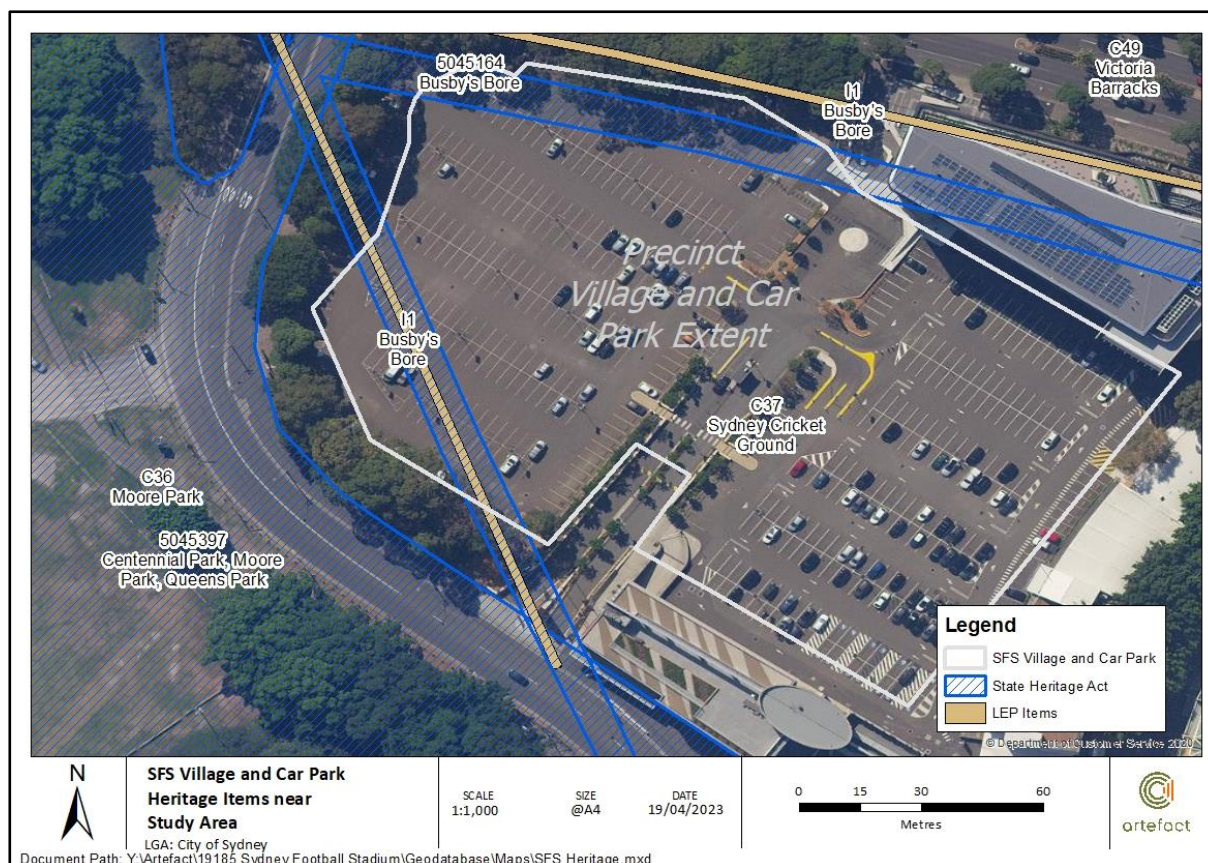 5045164
Busby's Bore
C49
Victoria
Barracks
I1
Busby's
Bore
Precinct
Village and Car
Park Extent
I1
Busby's
Bore
C37
Sydney Cricket
Ground
C36
Moore Park
5045397
Centennial Park, Moore
Park, Queens Park
Legend
SFS Village and Car Park
State Heritage Act
LEP Items
© Department of Customer Service 2020
N
SFS Village and Car Park
Heritage Items near
Study Area
LGA: City of Sydney
SCALE
1:1,000
SIZE
@A4
DATE
19/04/2023
0 15 30 60
Metres
artefact
Document Path: Y:\Artefact\19185 Sydney Football Stadium\Geodatabase\Maps\SFS Heritage.mxd